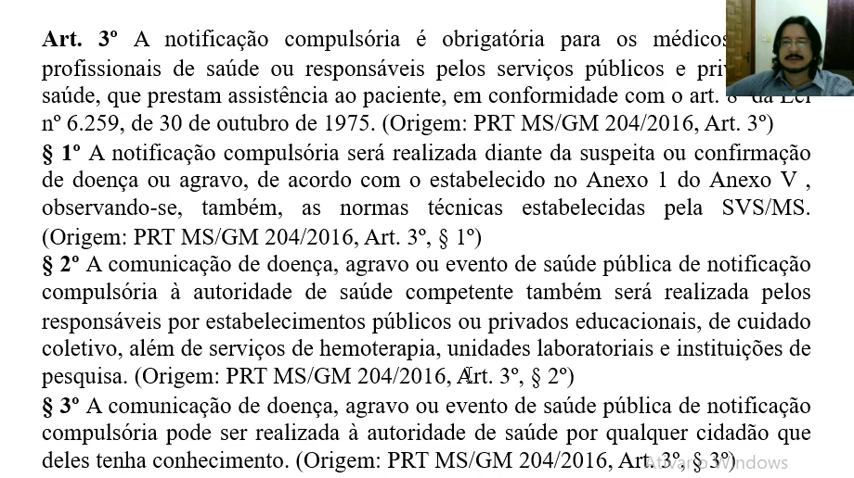 Art. 3º A notificação compulsória é obrigatória para os médicos
profissionais de saúde ou responsáveis pelos serviços públicos e
saúde, que prestam assistência ao paciente, em conformidade com o art. 8º da Lei
nº 6.259, de 30 de outubro de 1975. (Origem: PRT MS/GM 204/2016, Art. 3º)
§ 1º A notificação compulsória será realizada diante da suspeita ou confirmação
de doença ou agravo, de acordo com o estabelecido no Anexo 1 do Anexo V ,
observando-se, também, as normas técnicas estabelecidas pela SVS/MS.
(Origem: PRT MS/GM 204/2016, Art. 3º, § 1º)
§ 2º A comunicação de doença, agravo ou evento de saúde pública de notificação
compulsória à autoridade de saúde competente também será realizada pelos
responsáveis por estabelecimentos públicos ou privados educacionais, de cuidado
coletivo, além de serviços de hemoterapia, unidades laboratoriais e instituições de
pesquisa. (Origem: PRT MS/GM 204/2016, Art. 3º, § 2º)
§ 3º A comunicação de doença, agravo ou evento de saúde pública de notificação
compulsória pode ser realizada à autoridade de saúde por qualquer cidadão que
deles tenha conhecimento. (Origem: PRT MS/GM 204/2016, Art. 3º, § 3º)
Ativar o Windows